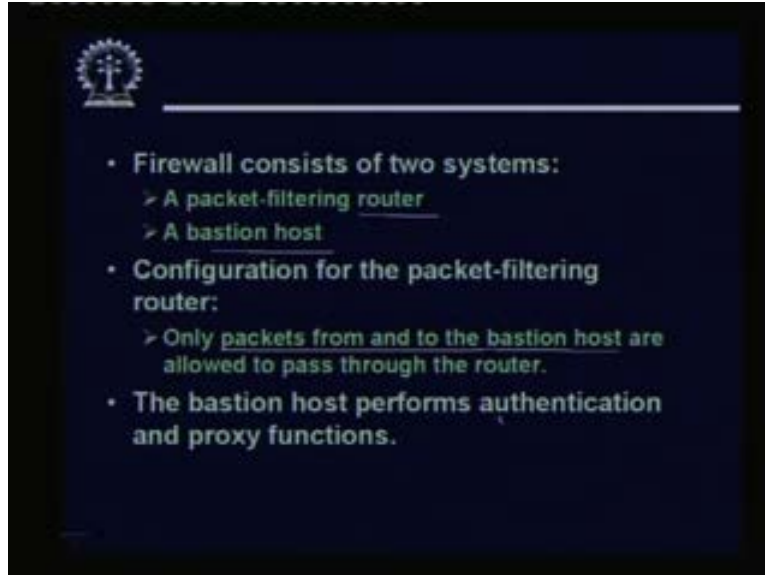 • Firewall consists of two systems:
➢ A packet-filtering router
➢ A bastion host
• Configuration for the packet-filtering
router:
➢ Only packets from and to the bastion host are
allowed to pass through the router.
• The bastion host performs authentication
and proxy functions.